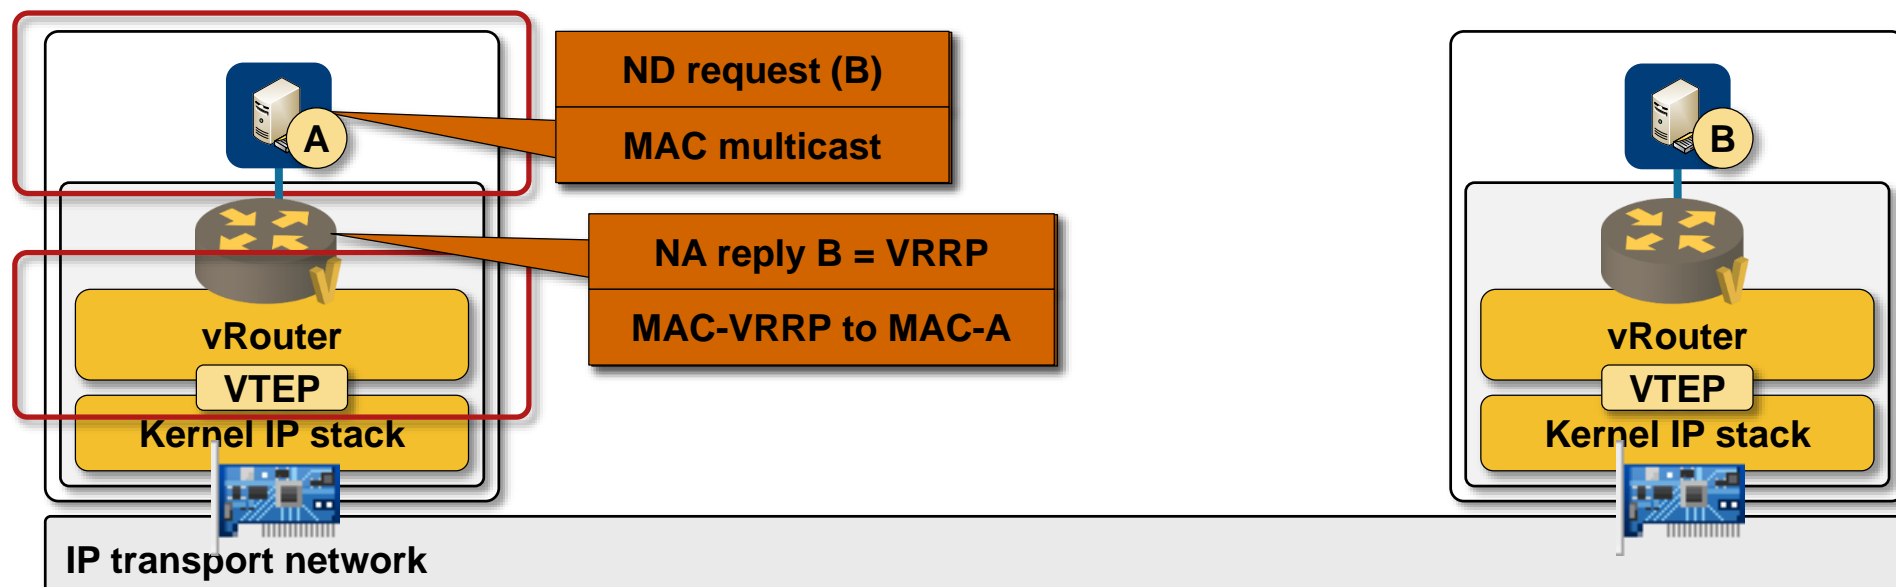 ND request (B)
MAC multicast
A
B
NA reply B = VRRP
MAC-VRRP to MAC-A
vRouter
VTEP
Kernel IP stack
vRouter
VTEP
Kernel IP stack
IP transport network